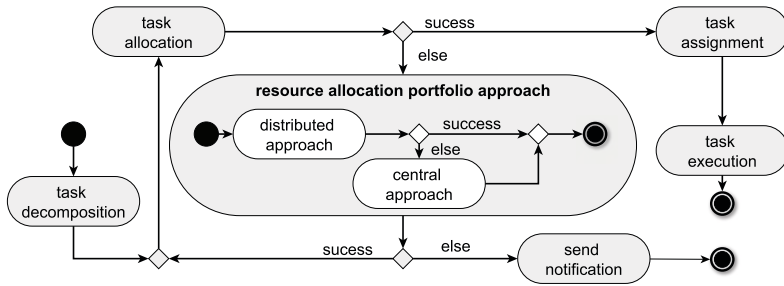 task
allocation
sucess
task
assignment
else
resource allocation portfolio approach
distributed
approach
success
else
central
approach
task
execution
task
decomposition
sucess
else
send
notification